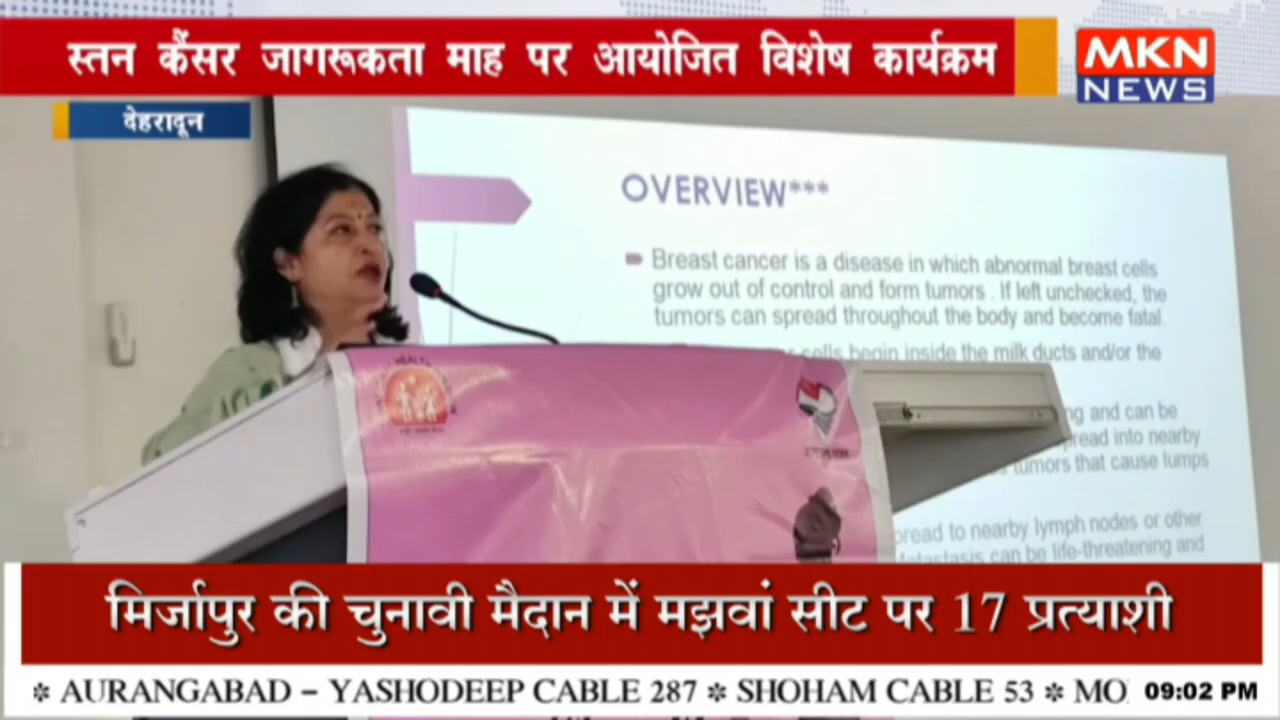 स्तन कैंसर जागरूकता माह पर आयोजित विशेष कार्यक्रम
MKN
NEWS
देहरादून
OVERVIEW***
Breast cancer is a disease in which abnormal breast cells
grow out of control and form tumors . If left unchecked, the
tumors can spread throughout the body and become fatal.
cells begin inside the milk ducts and/or the
and can be
into nearby
tumors that cause lumps
to nearby lymph nodes or other
can be life-threatening and
HEALTH
मिर्जापुर की चुनावी मैदान में मझवां सीट पर 17 प्रत्याशी
* AURANGABAD – YASHODEEP CABLE 287 * SHOHAM CABLE 53 * MO
09:02 PM